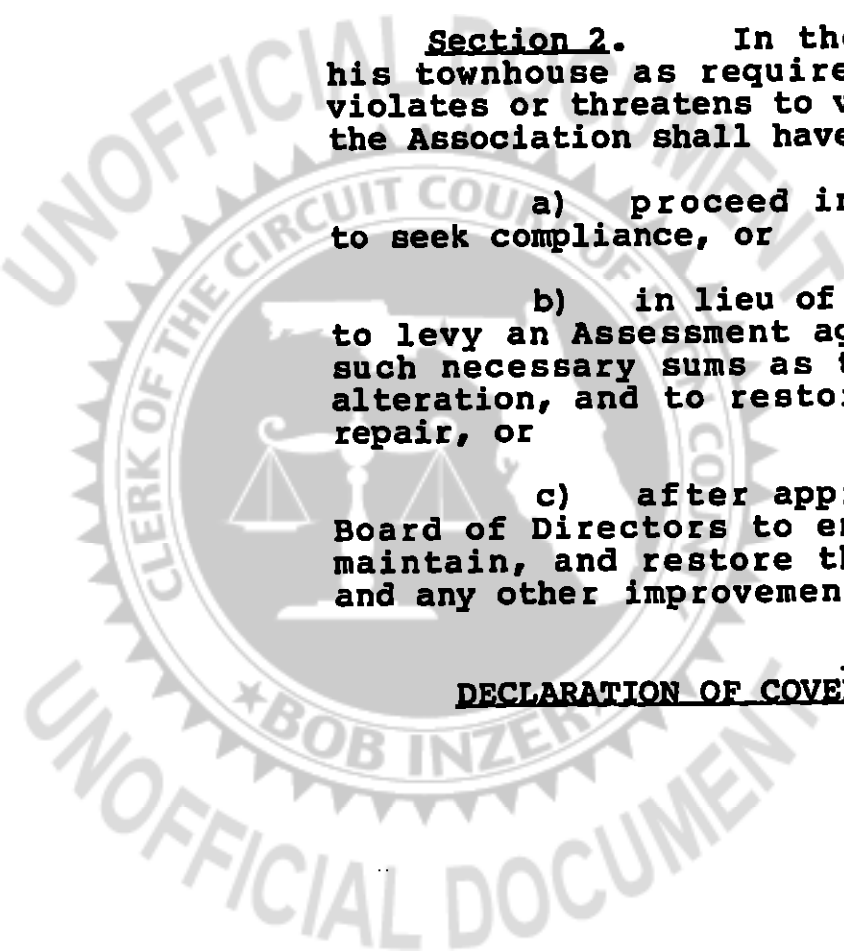 Section 2. In the
his townhouse as require
violates or threatens to v
the Association shall have
a) proceed in
to seek compliance, or
b) in lieu of
to levy an Assessment ag
such necessary sums as t
alteration, and to restor
repair, or
c) after app
Board of Directors to en
maintain, and restore th
and any other improvemen
DECLARATION OF COVE
UNOFFICIAL DOCUMENT
CLERK OF THE CIRCUIT COURT
BOB INZER
UNOFFICIAL DOCUMENT